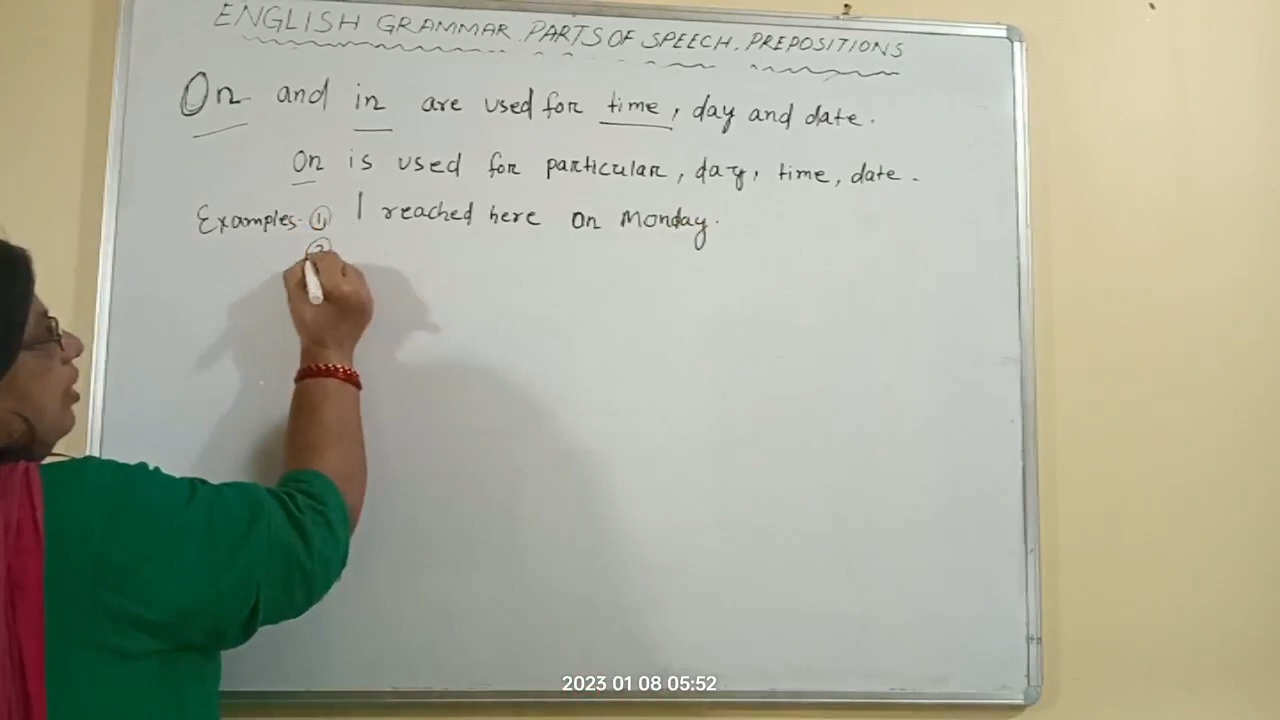 ENGLISH GRAMMAR. PARTS OF SPEECH. PREPOSITIONS
On and in are used for time, day and date.
On is used for particular, day, time, date.
Examples- ① I reached here on Monday.
②
2023 01 08 05:52